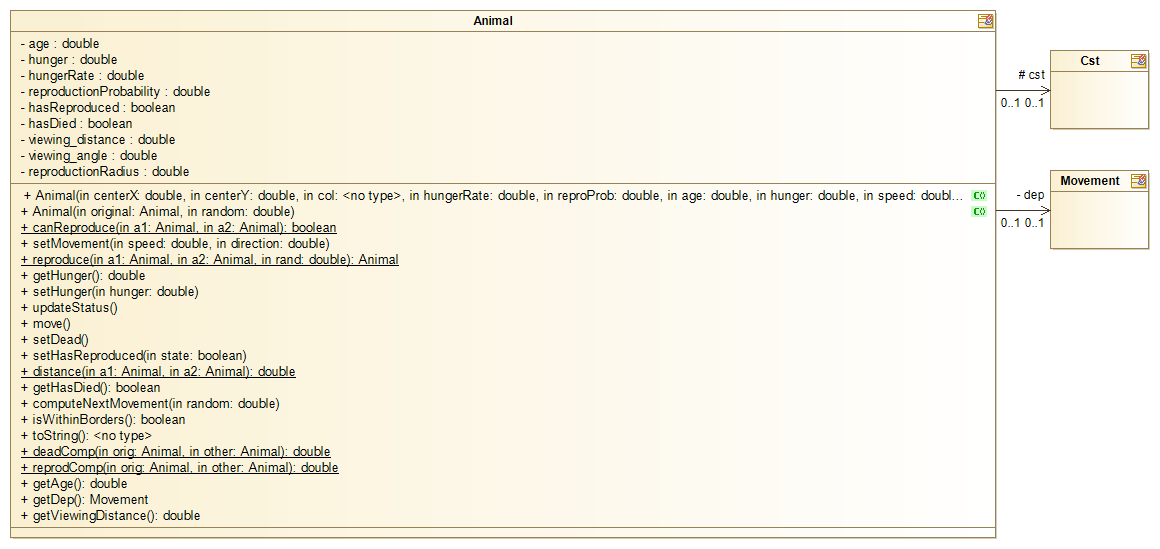 Animal
- age : double
- hunger : double
- hungerRate : double
- reproductionProbability : double
- hasReproduced : boolean
- hasDied : boolean
- viewing_distance : double
- viewing_angle : double
- reproductionRadius : double
+ Animal(in centerX: double, in centerY: double, in col: <no type>, in hungerRate: double, in reproProb: double, in age: double, in hunger: double, in speed: doubl...
+ Animal(in original: Animal, in random: double)
+ canReproduce(in a1: Animal, in a2: Animal): boolean
+ setMovement(in speed: double, in direction: double)
+ reproduce(in a1: Animal, in a2: Animal, in rand: double): Animal
+ getHunger(): double
+ setHunger(in hunger: double)
+ updateStatus()
+ move()
+ setDead()
+ setHasReproduced(in state: boolean)
+ distance(in a1: Animal, in a2: Animal): double
+ getHasDied(): boolean
+ computeNextMovement(in random: double)
+ isWithinBorders(): boolean
+ toString(): <no type>
+ deadComp(in orig: Animal, in other: Animal): double
+ reprodComp(in orig: Animal, in other: Animal): double
+ getAge(): double
+ getDep(): Movement
+ getViewingDistance(): double
# cst
0..1 0..1
Cst
- dep
0..1 0..1
Movement